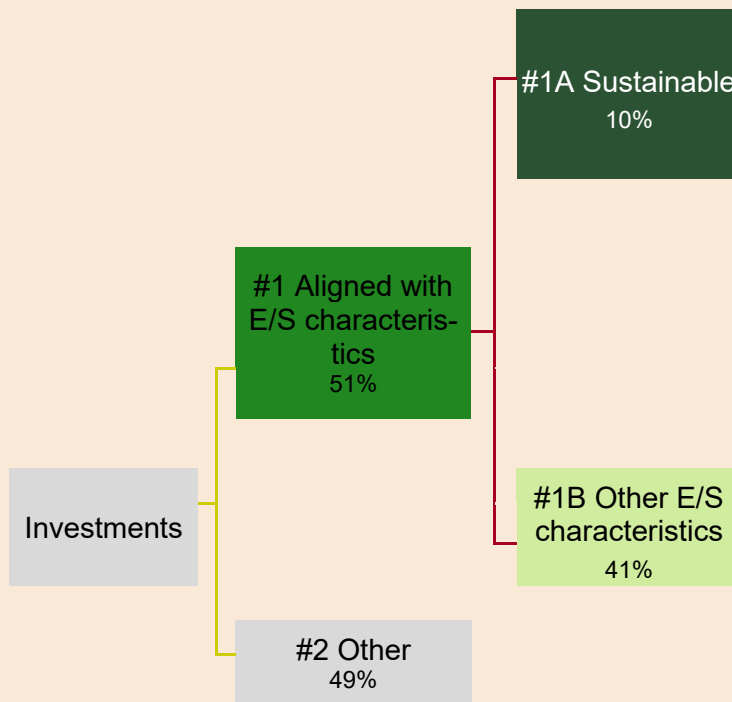 #1A Sustainable
10%
#1 Aligned with
E/S characteris-
tics
51%
Investments
#1B Other E/S
characteristics
41%
#2 Other
49%